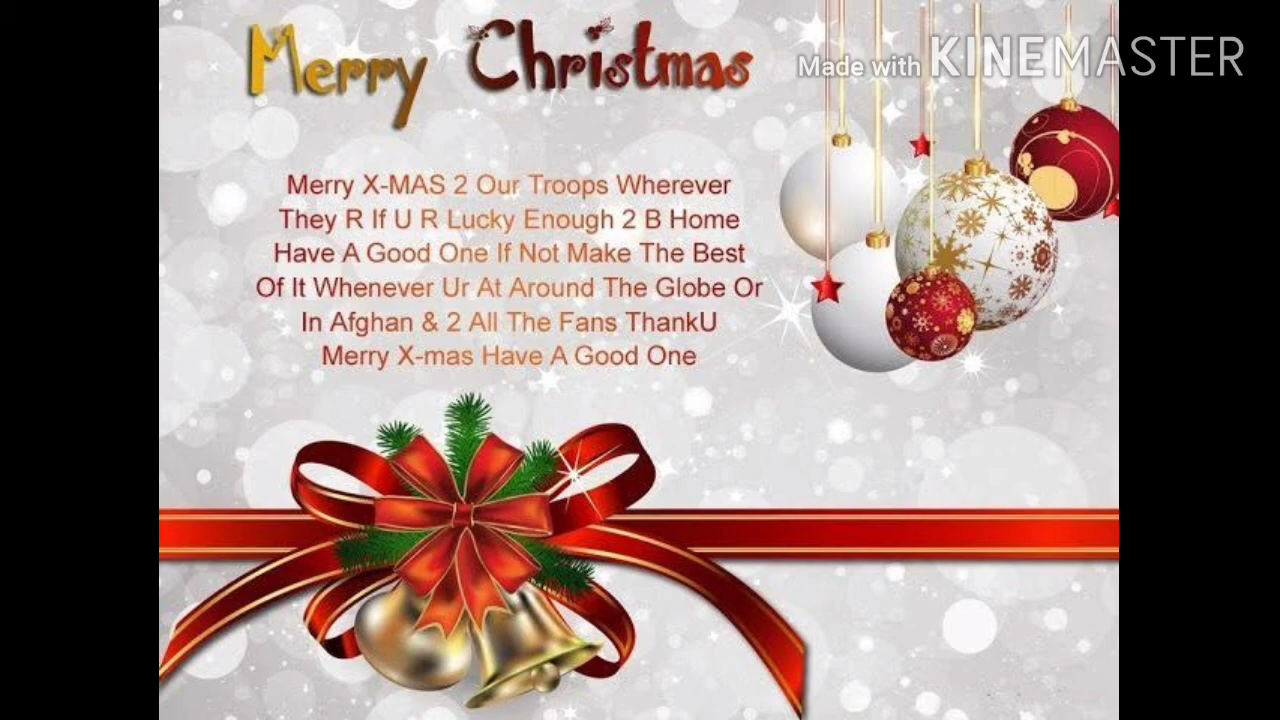 Merry Christmas
Made with KINEMASTER
Merry X-MAS 2 Our Troops Wherever
They R If U R Lucky Enough 2 B Home
Have A Good One If Not Make The Best
Of It Whenever Ur At Around The Globe Or
In Afghan & 2 All The Fans ThankU
Merry X-mas Have A Good One